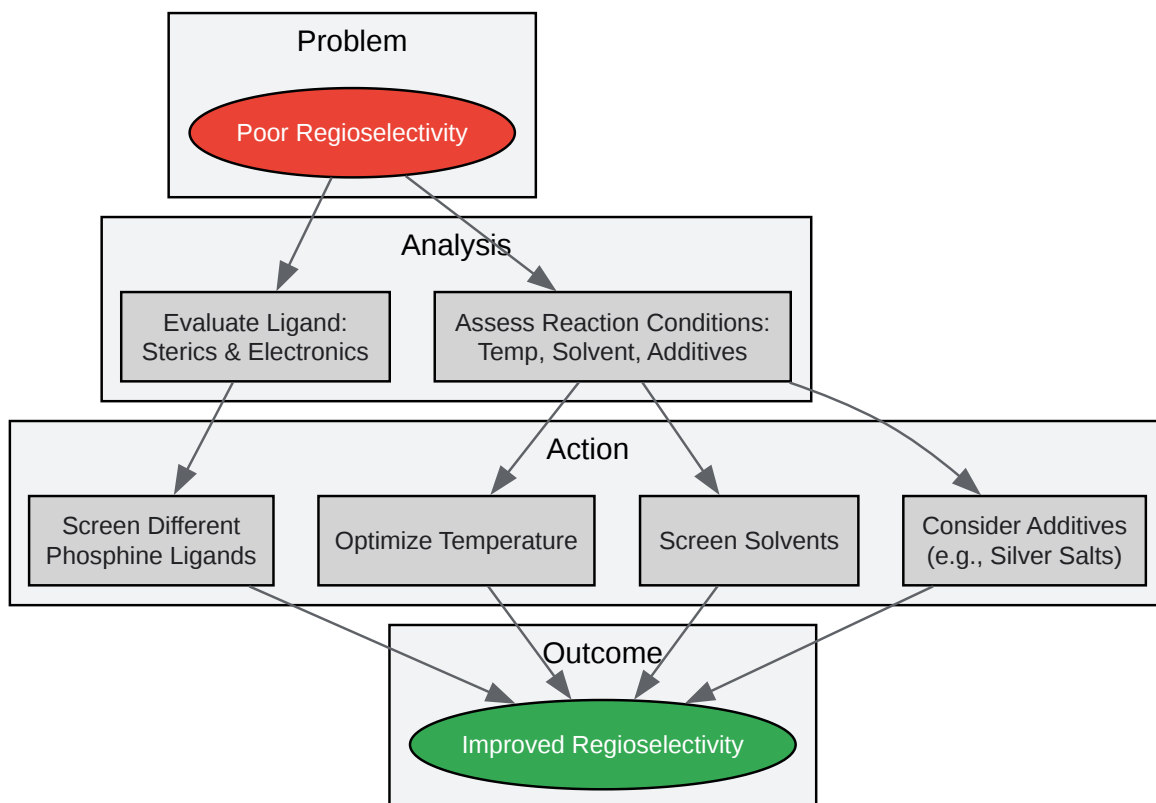 Problem
Poor Regioselectivity
Analysis
Evaluate Ligand:
Sterics & Electronics
Assess Reaction Conditions:
Temp, Solvent, Additives
Action
Screen Different
Phosphine Ligands
Optimize Temperature
Screen Solvents
Consider Additives
(e.g., Silver Salts)
Outcome
Improved Regioselectivity